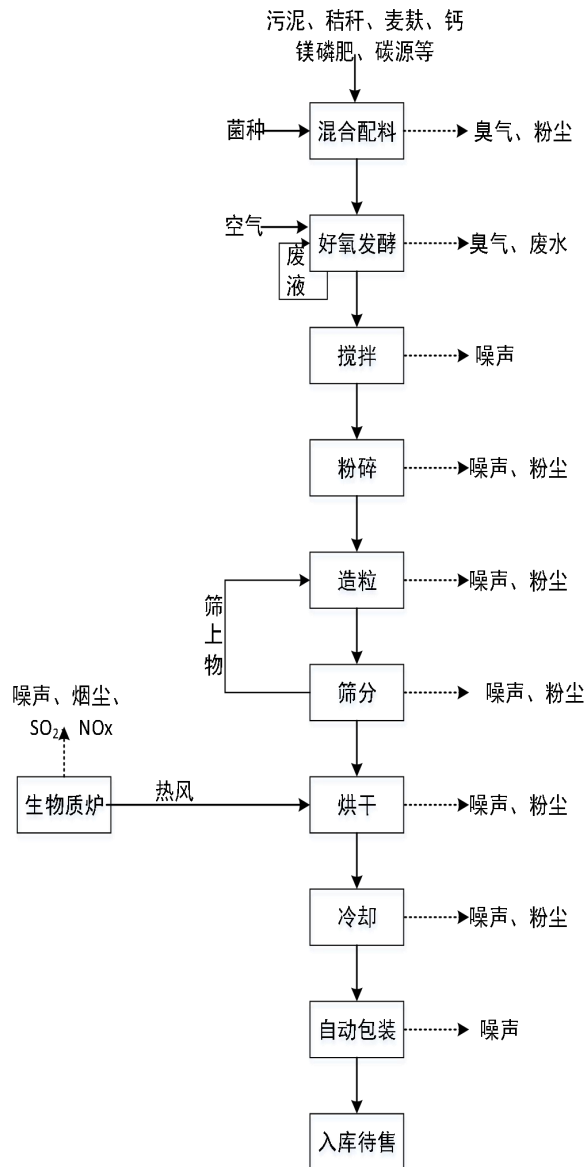 污泥、秸秆、麦麸、钙
镁磷肥、碳源等
菌种
混合配料
臭气、粉尘
空气
废
液
好氧发酵
臭气、废水
搅拌
噪声
粉碎
噪声、粉尘
造粒
噪声、粉尘
筛
上
物
筛分
噪声、粉尘
噪声、烟尘、
SO₂、NOx
生物质炉
热风
烘干
噪声、粉尘
冷却
噪声、粉尘
自动包装
噪声
入库待售